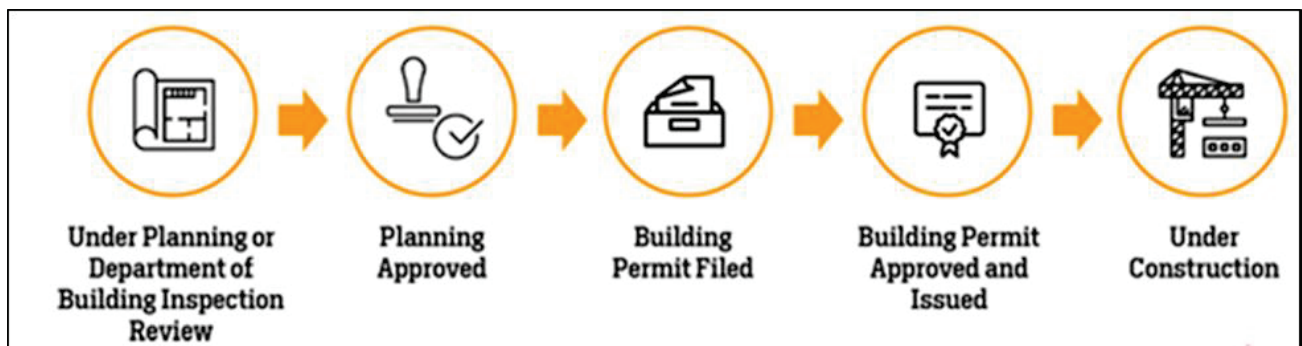 Under Planning or
Department of
Building Inspection
Review
Planning
Approved
Building
Permit Filed
Building Permit
Approved and
Issued
Under
Construction